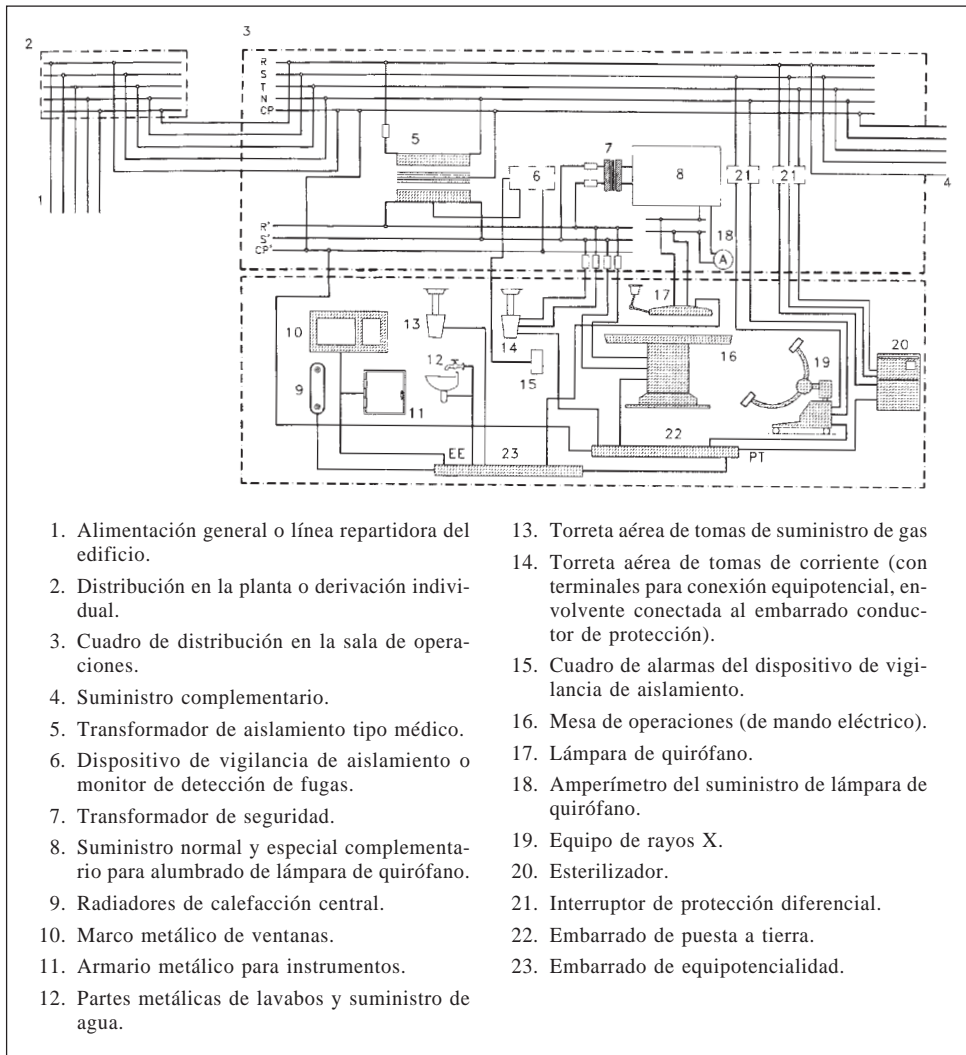 2
3
R
S
T
N
CP
5
6
7
8
21
21
1
4
18
A
R'
S'
CP'
17
10
13
14
12
15
16
19
20
9
11
EE
23
22
PT
1. Alimentación general o línea repartidora del
edificio.
2. Distribución en la planta o derivación indivi-
dual.
3. Cuadro de distribución en la sala de opera-
ciones.
4. Suministro complementario.
5. Transformador de aislamiento tipo médico.
6. Dispositivo de vigilancia de aislamiento o
monitor de detección de fugas.
7. Transformador de seguridad.
8. Suministro normal y especial complementa-
rio para alumbrado de lámpara de quirófano.
9. Radiadores de calefacción central.
10. Marco metálico de ventanas.
11. Armario metálico para instrumentos.
12. Partes metálicas de lavabos y suministro de
agua.
13. Torreta aérea de tomas de suministro de gas
14. Torreta aérea de tomas de corriente (con
terminales para conexión equipotencial, en-
volvente conectada al embarrado conduc-
tor de protección).
15. Cuadro de alarmas del dispositivo de vigi-
lancia de aislamiento.
16. Mesa de operaciones (de mando eléctrico).
17. Lámpara de quirófano.
18. Amperímetro del suministro de lámpara de
quirófano.
19. Equipo de rayos X.
20. Esterilizador.
21. Interruptor de protección diferencial.
22. Embarrado de puesta a tierra.
23. Embarrado de equipotencialidad.